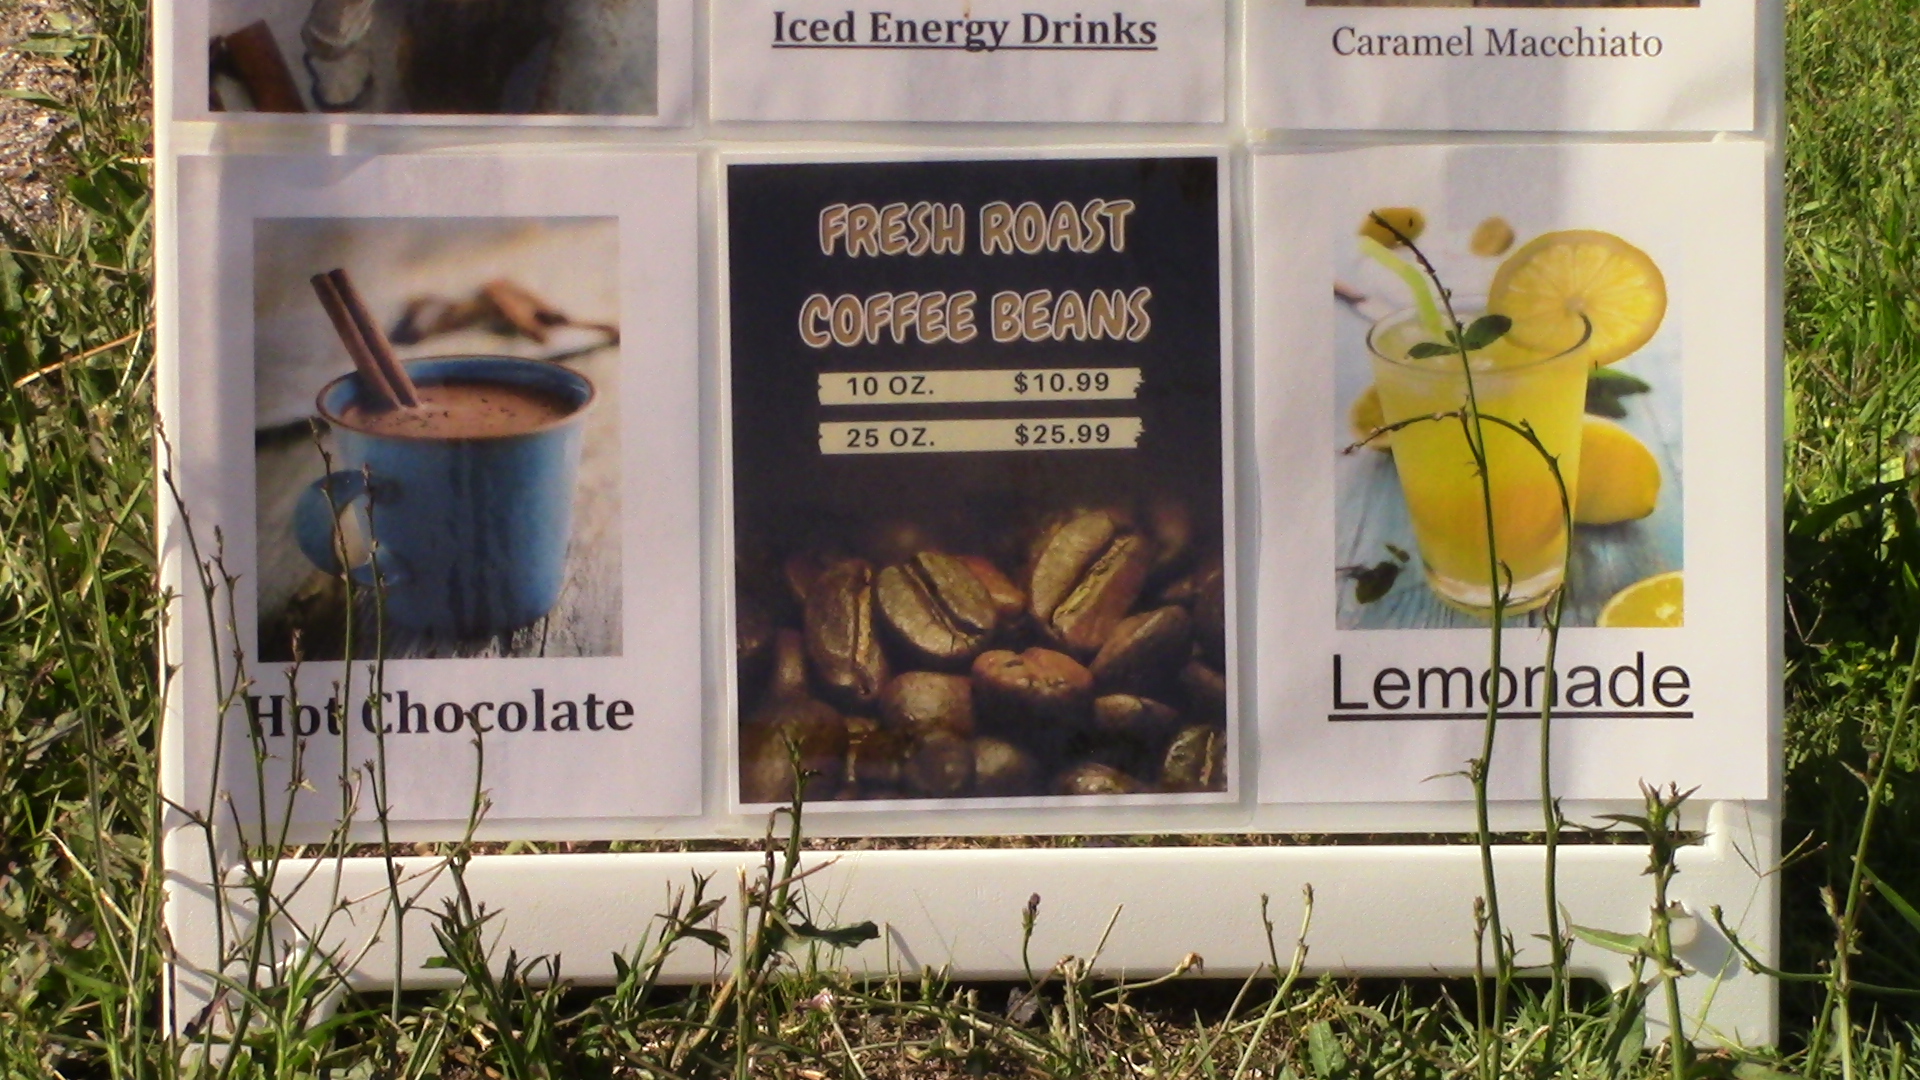 Iced Energy Drinks
Caramel Macchiato
FRESH ROAST
COFFEE BEANS
10 OZ. $10.99
25 OZ. $25.99
Hot Chocolate
Lemonade